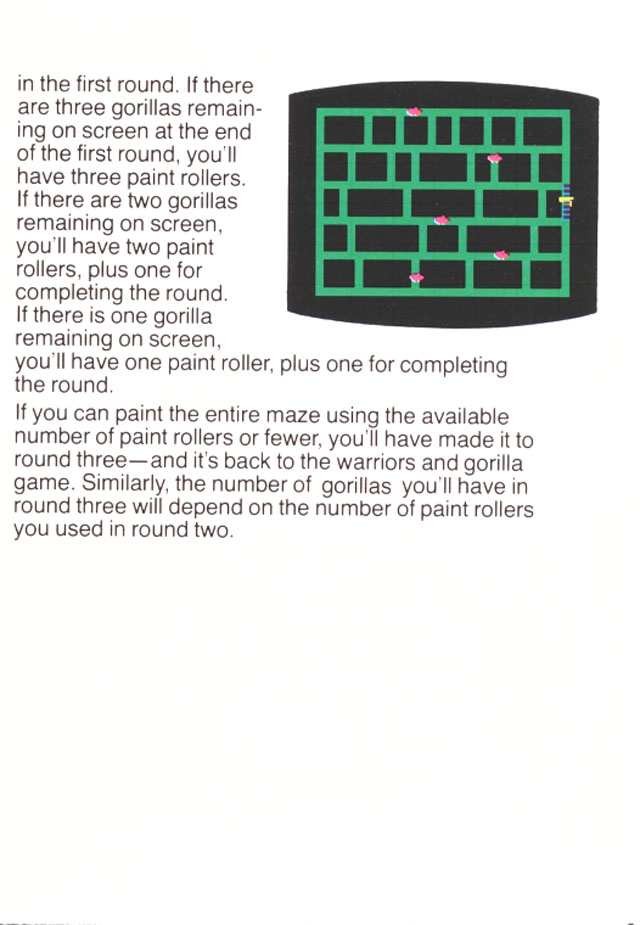 in the first round. If there
are three gorillas remain-
ing on screen at the end
of the first round, you'll
have three paint rollers.
If there are two gorillas
remaining on screen,
you'll have two paint
rollers, plus one for
completing the round.
If there is one gorilla
remaining on screen,
you'll have one paint roller, plus one for completing
the round.
If you can paint the entire maze using the available
number of paint rollers or fewer, you'll have made it to
round three—and it's back to the warriors and gorilla
game. Similarly, the number of gorillas you'll have in
round three will depend on the number of paint rollers
you used in round two.